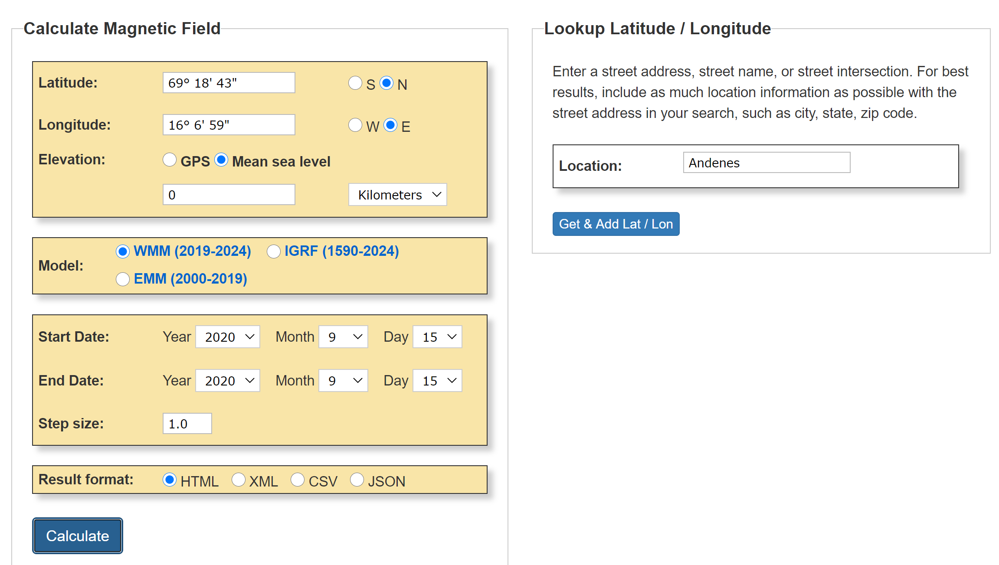 Calculate Magnetic Field
Latitude: 69° 18' 43" S N
Longitude: 16° 6' 59" W E
Elevation: GPS Mean sea level
0 Kilometers
Model: WMM (2019-2024) IGRF (1590-2024)
EMM (2000-2019)
Start Date: Year 2020 Month 9 Day 15
End Date: Year 2020 Month 9 Day 15
Step size: 1.0
Result format: HTML XML CSV JSON
Calculate
Lookup Latitude / Longitude
Enter a street address, street name, or street intersection. For best
results, include as much location information as possible with the
street address in your search, such as city, state, zip code.
Location: Andenes
Get & Add Lat / Lon